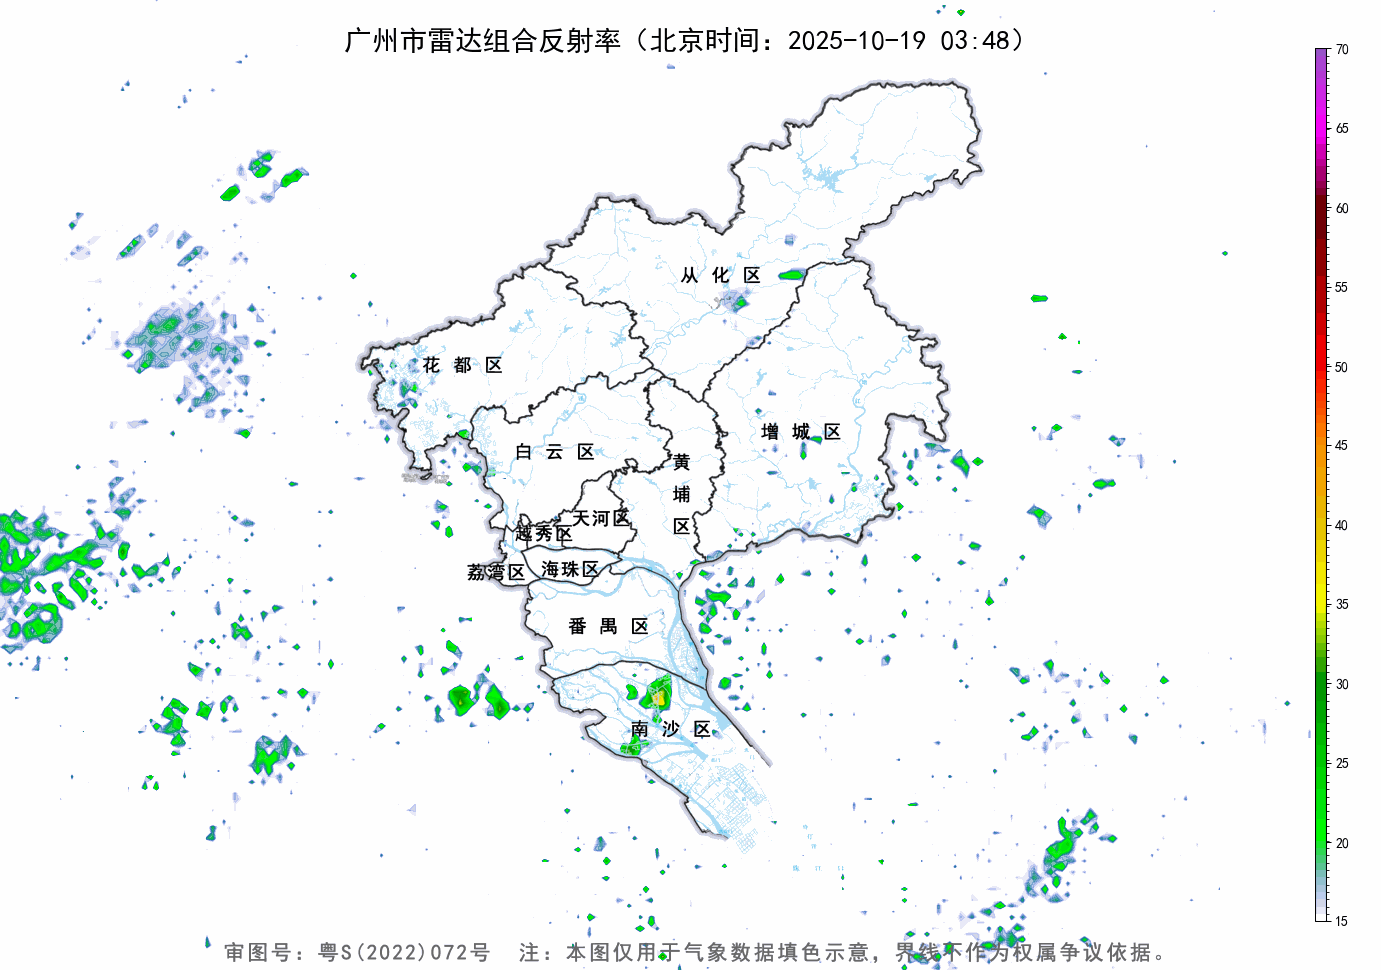 广州市雷达组合反射率（北京时间：2025-10-19 03:48）
70
65
60
55
50
45
40
35
30
25
20
15
从化区
花都区
增城区
白云区
黄埔区
天河区
越秀区
荔湾区
海珠区
番禺区
南沙区
审图号：粤S(2022)072号 注：本图仅用于气象数据填色示意，界线不作为权属争议依据。